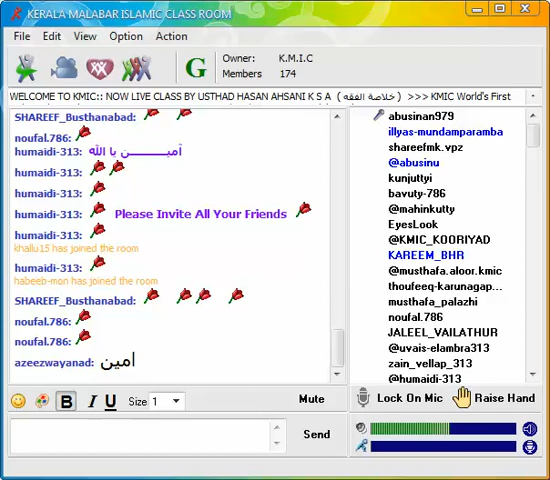 KERALA MALABAR ISLAMIC CLASS ROOM
File Edit View Option Action
G
Owner: K.M.I.C
Members 174
WELCOME TO KMIC:: NOW LIVE CLASS BY USTHAD HASAN AHSANI K S A (خلاصة الفقه) >>> KMIC World's First
SHAREEF_Busthanabad:
noufal.786:
humaidi-313: آمیـــــــــن یا الله
humaidi-313:
humaidi-313:
humaidi-313: Please Invite All Your Friends
humaidi-313:
khallu15 has joined the room
humaidi-313:
habeeb-mon has joined the room
SHAREEF_Busthanabad:
noufal.786:
noufal.786:
azeezwayanad: امين
abusinan979
illyas-mundamparamba
shareefmk.vpz
@abusinu
kunjuttyi
bavuty-786
@mahinkutty
EyesLook
@KMIC_KOORIYAD
KAREEM_BHR
@musthafa.aloor.kmic
thoufeeq-karunagap...
musthafa_palazhi
noufal.786
JALEEL_VAILATHUR
@uvais-elambra313
zain_vellap_313
@humaidi-313
B I U Size 1 Mute
Lock On Mic Raise Hand
Send